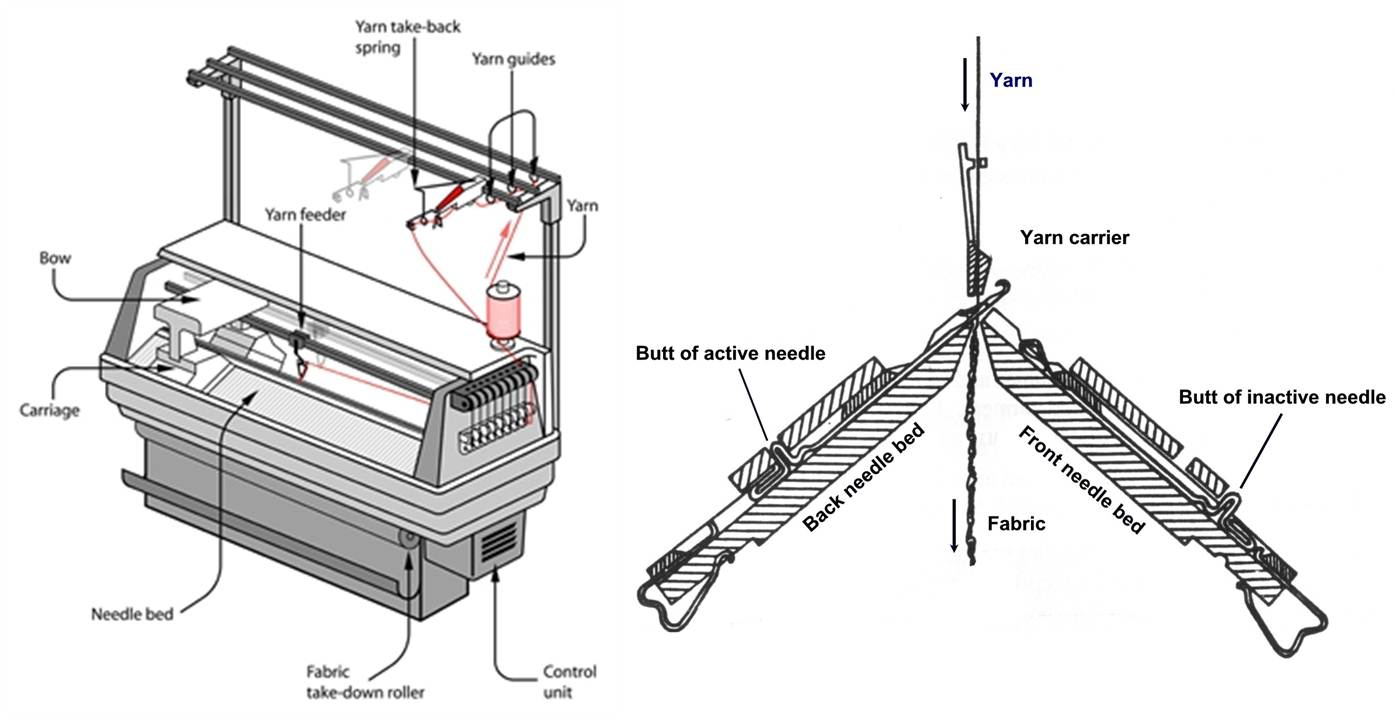 Yarn take-back
spring
Yarn guides
Yarn feeder
Yarn
Bow
Carriage
Needle bed
Fabric
take-down roller
Control
unit
Yarn
Yarn carrier
Butt of active needle
Butt of inactive needle
Back needle bed
Front needle bed
Fabric